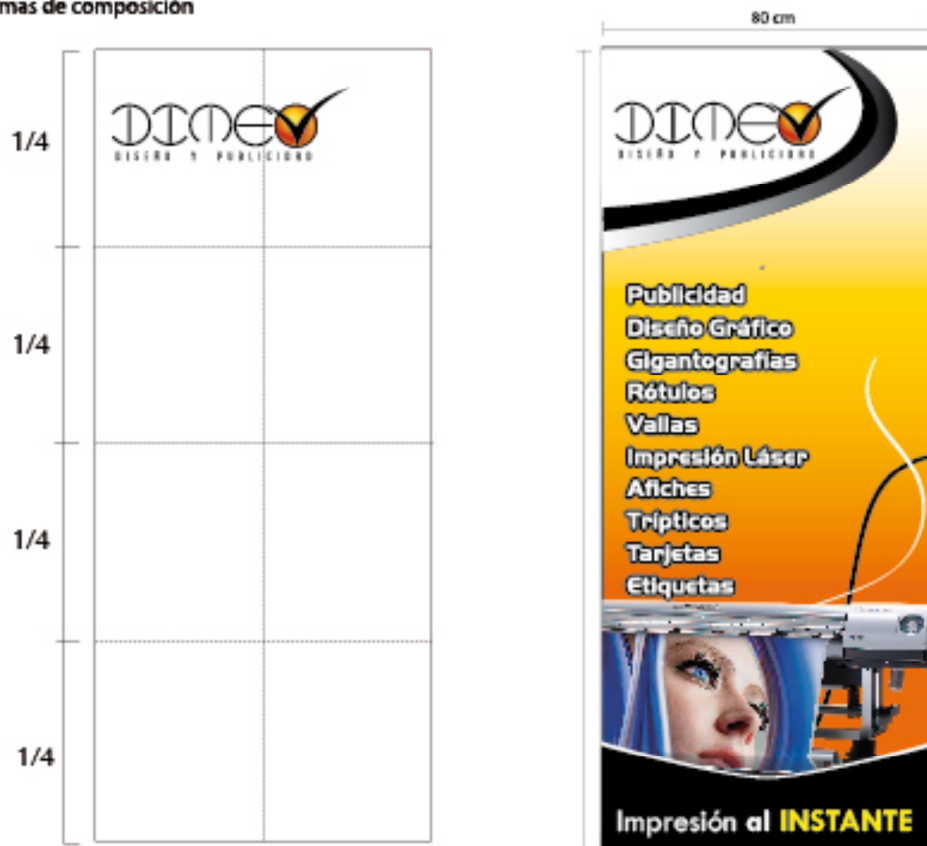 mas de composición
80 cm
1/4
1/4
1/4
1/4
DIMEO
DISEÑO Y PUBLICIDAD
DIMEO
DISEÑO Y PUBLICIDAD
Publicidad
Diseño Gráfico
Gigantografías
Rótulos
Vallas
Impresión Láser
Afiches
Trípticos
Tarjetas
Etiquetas
Impresión al INSTANTE